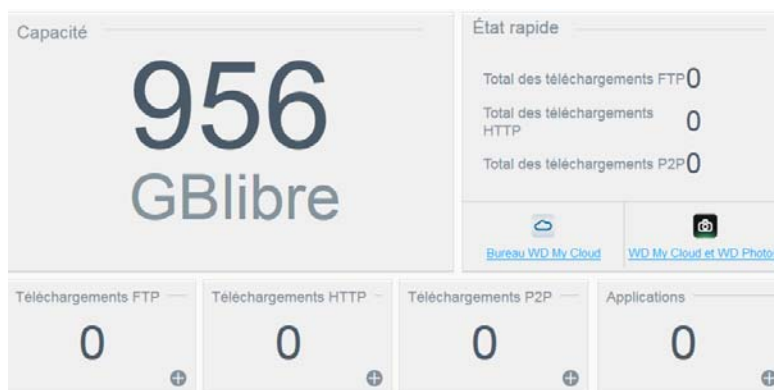 Capacité
956
GBlibre
État rapide
Total des téléchargements FTP 0
Total des téléchargements
HTTP
0
Total des téléchargements P2P 0
Bureau WD My Cloud
WD My Cloud et WD Photo
Téléchargements FTP
0
Téléchargements HTTP
0
Téléchargements P2P
0
Applications
0